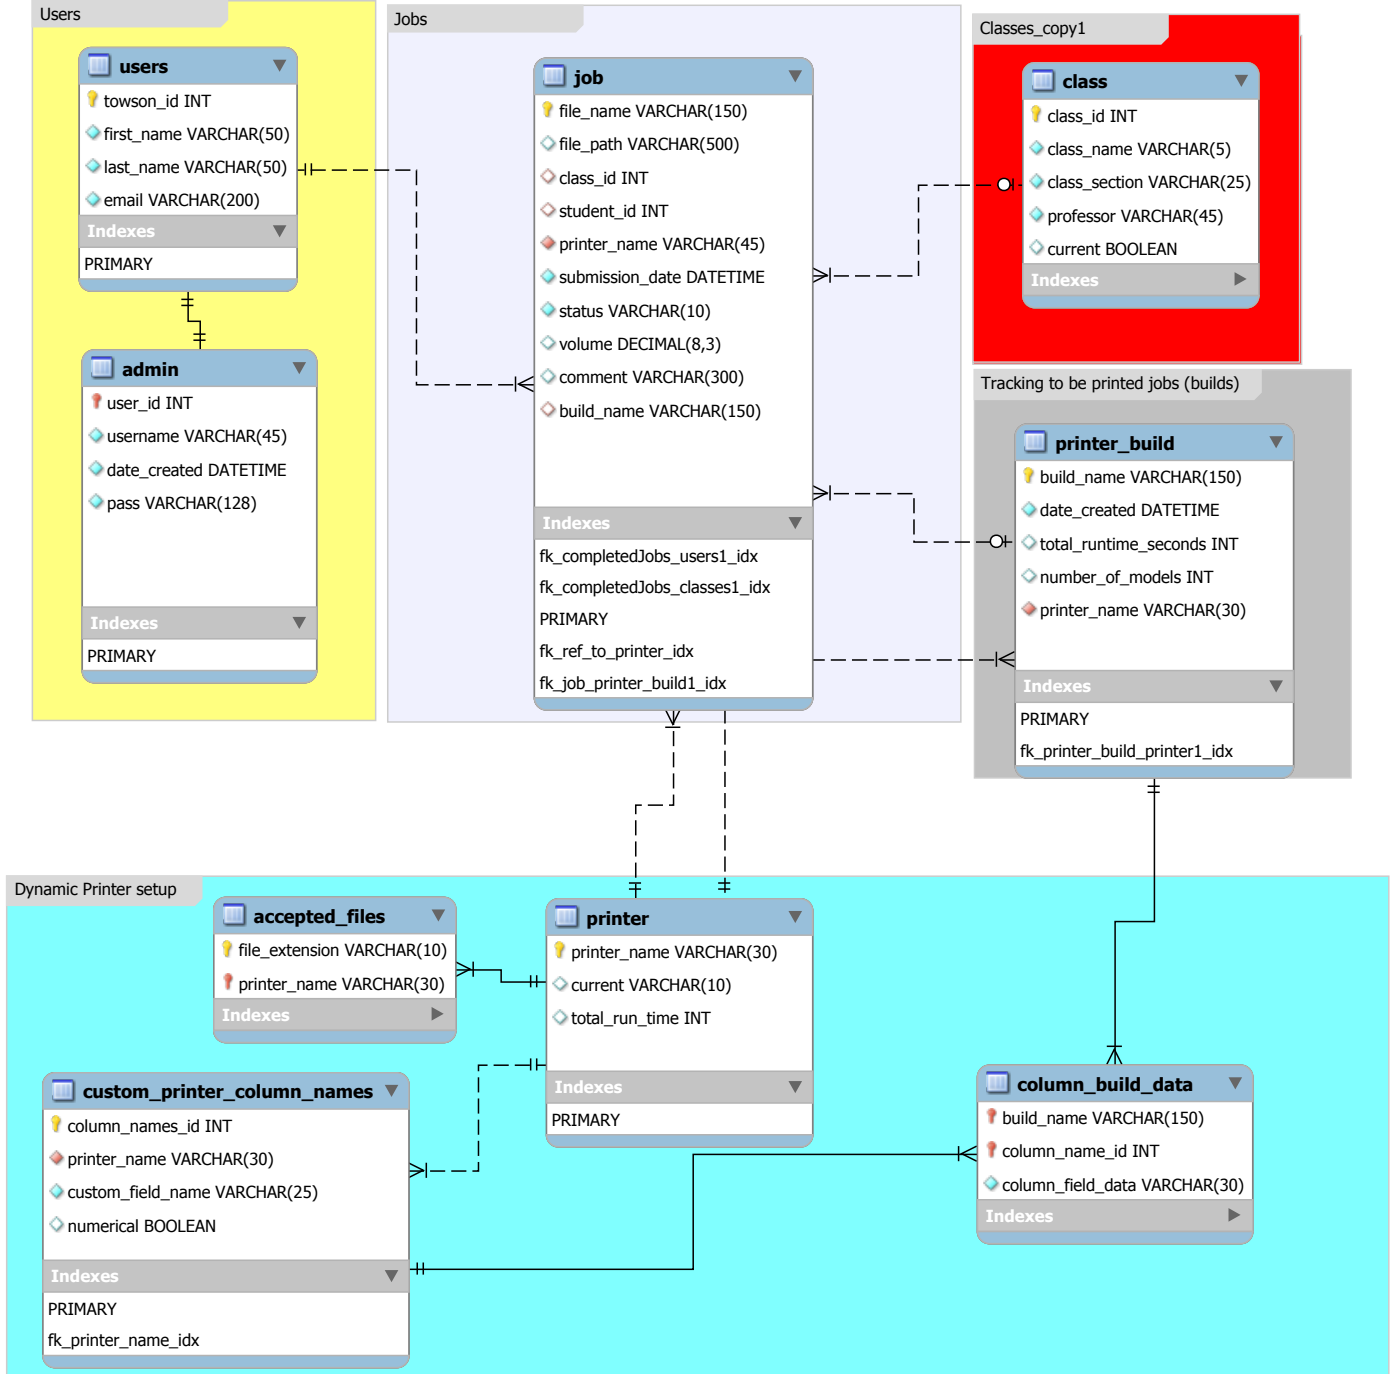 Users
users
towson_id INT
first_name VARCHAR(50)
last_name VARCHAR(50)
email VARCHAR(200)
Indexes
PRIMARY
admin
user_id INT
username VARCHAR(45)
date_created DATETIME
pass VARCHAR(128)
Indexes
PRIMARY
Jobs
job
file_name VARCHAR(150)
file_path VARCHAR(500)
class_id INT
student_id INT
printer_name VARCHAR(45)
submission_date DATETIME
status VARCHAR(10)
volume DECIMAL(8,3)
comment VARCHAR(300)
build_name VARCHAR(150)
Indexes
fk_completedJobs_users1_idx
fk_completedJobs_classes1_idx
PRIMARY
fk_ref_to_printer_idx
fk_job_printer_build1_idx
Classes_copy1
class
class_id INT
class_name VARCHAR(5)
class_section VARCHAR(25)
professor VARCHAR(45)
current BOOLEAN
Indexes
Tracking to be printed jobs (builds)
printer_build
build_name VARCHAR(150)
date_created DATETIME
total_runtime_seconds INT
number_of_models INT
printer_name VARCHAR(30)
Indexes
PRIMARY
fk_printer_build_printer1_idx
Dynamic Printer setup
accepted_files
file_extension VARCHAR(10)
printer_name VARCHAR(30)
Indexes
printer
printer_name VARCHAR(30)
current VARCHAR(10)
total_run_time INT
Indexes
PRIMARY
custom_printer_column_names
column_names_id INT
printer_name VARCHAR(30)
custom_field_name VARCHAR(25)
numerical BOOLEAN
Indexes
PRIMARY
fk_printer_name_idx
column_build_data
build_name VARCHAR(150)
column_name_id INT
column_field_data VARCHAR(30)
Indexes